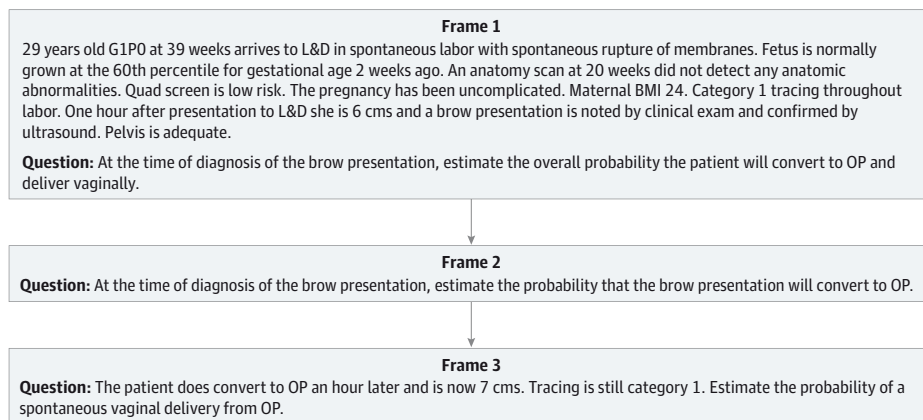 Frame 1
29 years old G1P0 at 39 weeks arrives to L&D in spontaneous labor with spontaneous rupture of membranes. Fetus is normally
grown at the 60th percentile for gestational age 2 weeks ago. An anatomy scan at 20 weeks did not detect any anatomic
abnormalities. Quad screen is low risk. The pregnancy has been uncomplicated. Maternal BMI 24. Category 1 tracing throughout
labor. One hour after presentation to L&D she is 6 cms and a brow presentation is noted by clinical exam and confirmed by
ultrasound. Pelvis is adequate.
Question: At the time of diagnosis of the brow presentation, estimate the overall probability the patient will convert to OP and
deliver vaginally.
Frame 2
Question: At the time of diagnosis of the brow presentation, estimate the probability that the brow presentation will convert to OP.
Frame 3
Question: The patient does convert to OP an hour later and is now 7 cms. Tracing is still category 1. Estimate the probability of a
spontaneous vaginal delivery from OP.